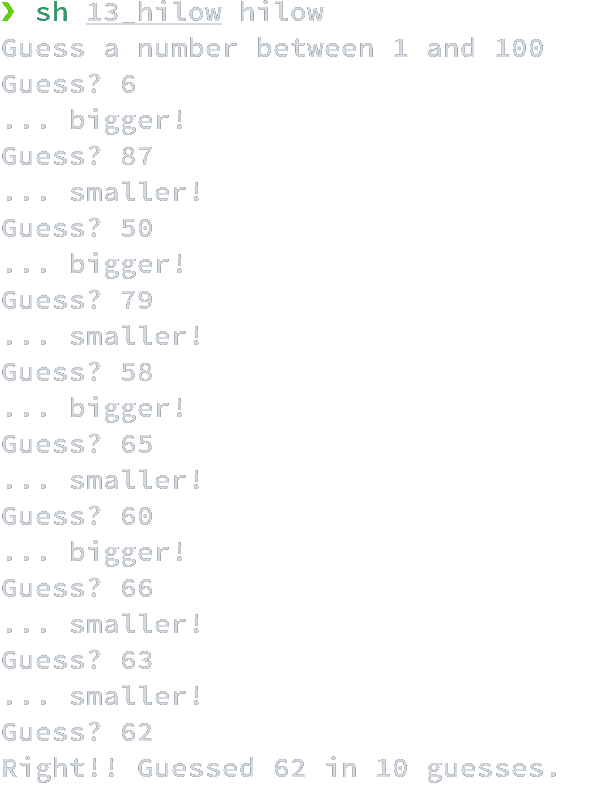 ❯ sh 13_hilow hilow
Guess a number between 1 and 100
Guess? 6
... bigger!
Guess? 87
... smaller!
Guess? 50
... bigger!
Guess? 79
... smaller!
Guess? 58
... bigger!
Guess? 65
... smaller!
Guess? 60
... bigger!
Guess? 66
... smaller!
Guess? 63
... smaller!
Guess? 62
Right!! Guessed 62 in 10 guesses.